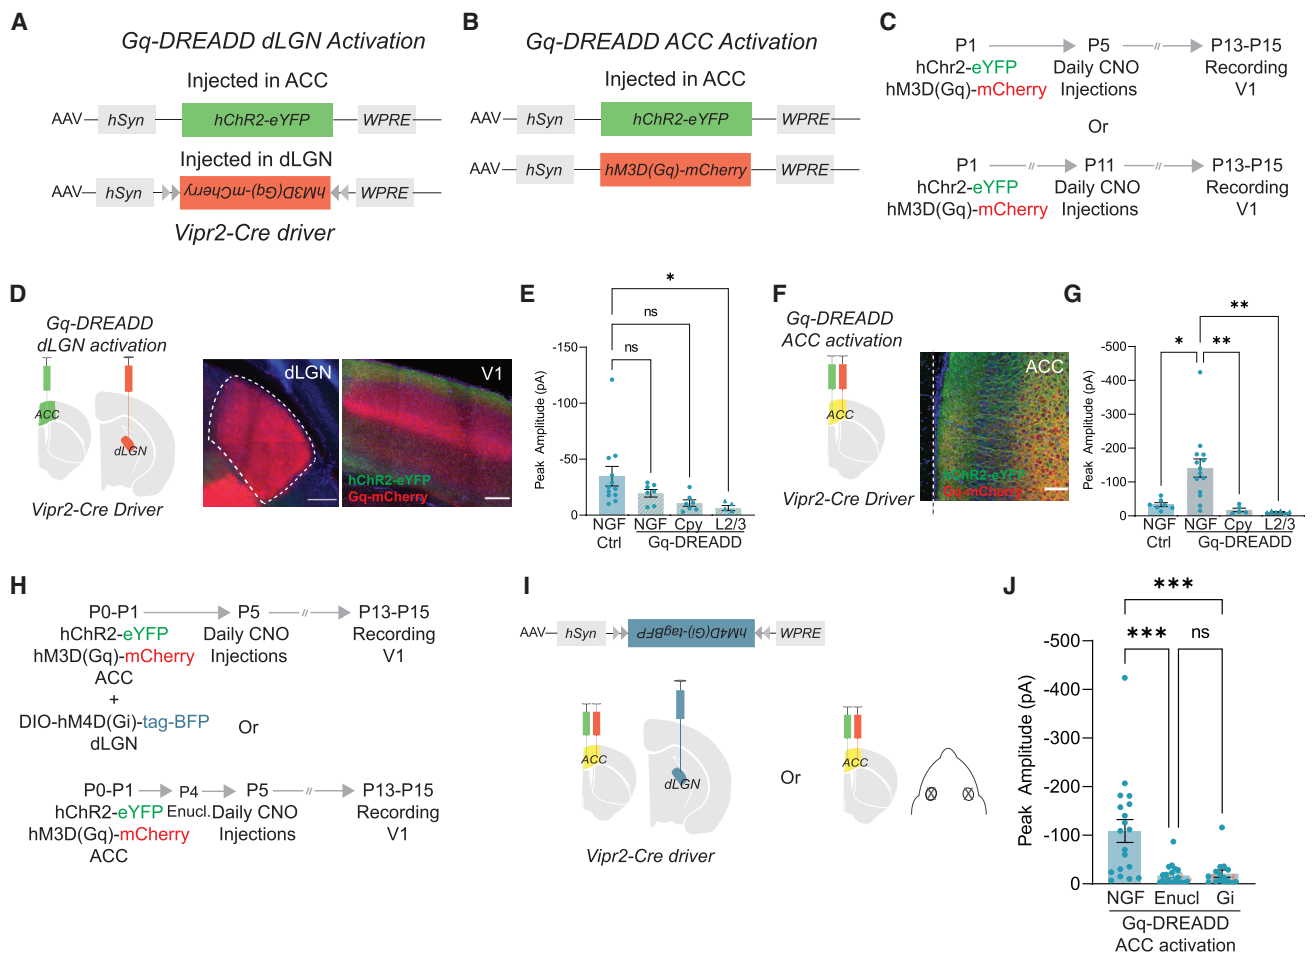 A
Gq-DREADD dLGN Activation
Injected in ACC
AAV hSyn hChR2-eYFP WPRE
Injected in dLGN
AAV hSyn hM3D(Gq)-mCherry WPRE
Vipr2-Cre driver
B
Gq-DREADD ACC Activation
Injected in ACC
AAV hSyn hChR2-eYFP WPRE
AAV hSyn hM3D(Gq)-mCherry WPRE
C
P1 P5 P13-P15
hChr2-eYFP Daily CNO Recording
hM3D(Gq)-mCherry Injections V1
Or
P1 P11 P13-P15
hChr2-eYFP Daily CNO Recording
hM3D(Gq)-mCherry Injections V1
D
Gq-DREADD
dLGN activation
ACC
dLGN
Vipr2-Cre Driver
dLGN
V1
hChR2-eYFP
Gq-mCherry
E
*
ns
ns
Peak Amplitude (pA)
-150
-100
-50
0
NGF NGF Cpy L2/3
Ctrl Gq-DREADD
F
Gq-DREADD
ACC activation
ACC
Vipr2-Cre Driver
ACC
hChR2-eYFP
Gq-mCherry
G
**
* **
Peak Amplitude (pA)
-500
-400
-300
-200
-100
0
NGF NGF Cpy L2/3
Ctrl Gq-DREADD
H
P0-P1 P5 P13-P15
hChR2-eYFP Daily CNO Recording
hM3D(Gq)-mCherry Injections V1
ACC
+
DIO-hM4D(Gi)-tag-BFP
dLGN
Or
P0-P1 P4 P5 P13-P15
hChR2-eYFP Enucl. Daily CNO Recording
hM3D(Gq)-mCherry Injections V1
ACC
I
AAV hSyn hM4D(Gi)-tagBFP WPRE
ACC
dLGN
Or
ACC
Vipr2-Cre driver
J
***
*** ns
Peak Amplitude (pA)
-500
-400
-300
-200
-100
0
NGF Enucl Gi
Gq-DREADD
ACC activation